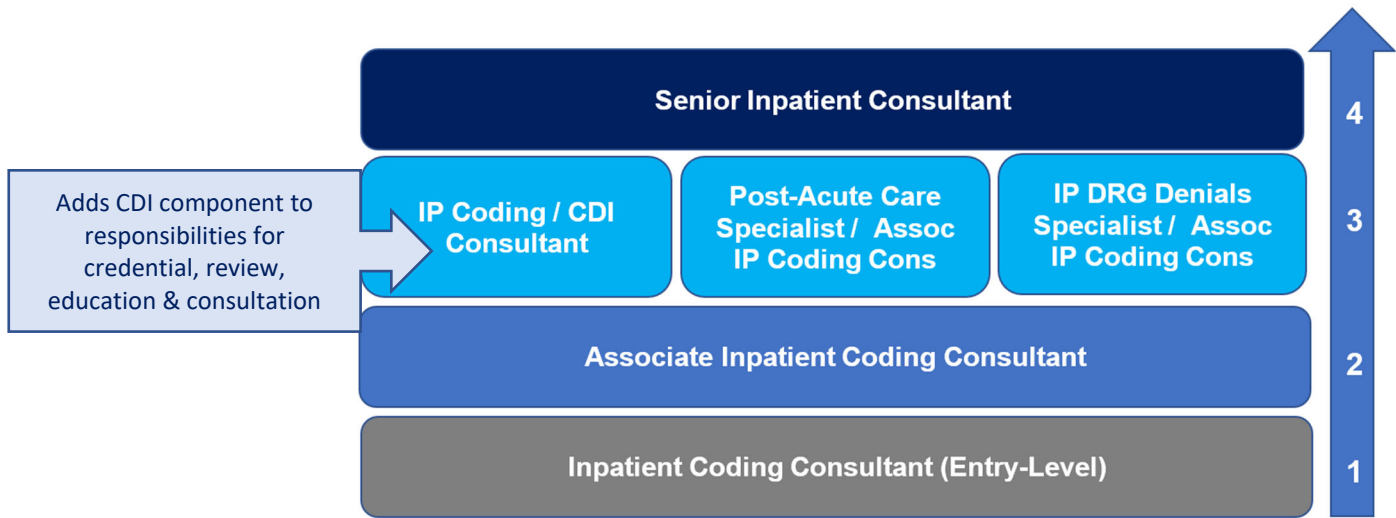 Senior Inpatient Consultant
4
Adds CDI component to
responsibilities for
credential, review,
education & consultation
IP Coding / CDI
Consultant
Post-Acute Care
Specialist / Assoc
IP Coding Cons
IP DRG Denials
Specialist / Assoc
IP Coding Cons
3
Associate Inpatient Coding Consultant
2
Inpatient Coding Consultant (Entry-Level)
1